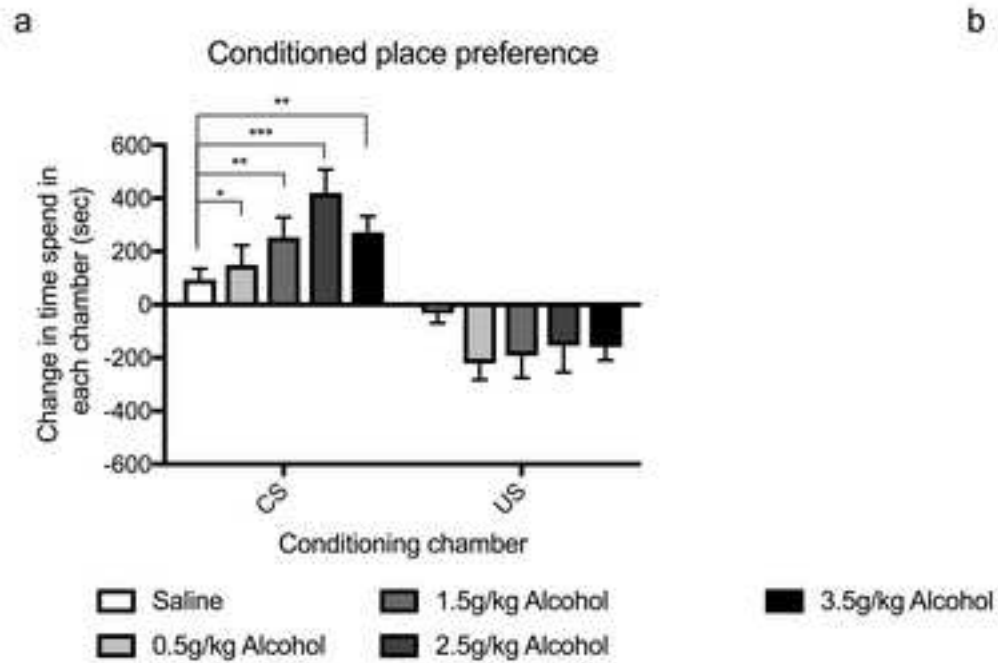 a
b
Conditioned place preference
**
***
**
*
Change in time spend in
each chamber (sec)
600
400
200
0
-200
-400
-600
CS
US
Conditioning chamber
Saline
1.5g/kg Alcohol
3.5g/kg Alcohol
0.5g/kg Alcohol
2.5g/kg Alcohol